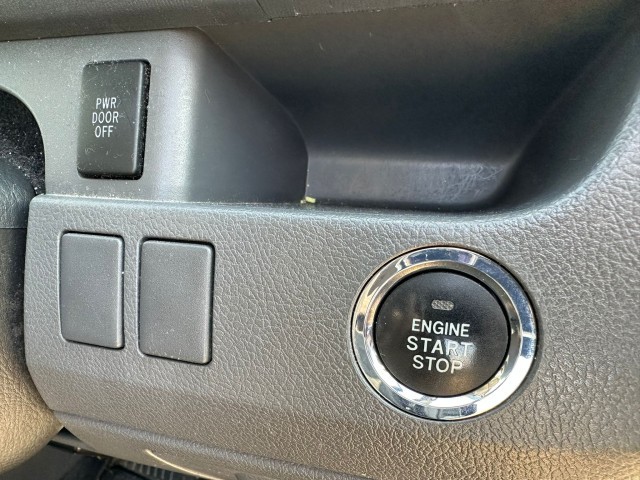 PWR
DOOR
OFF
ENGINE
START
STOP